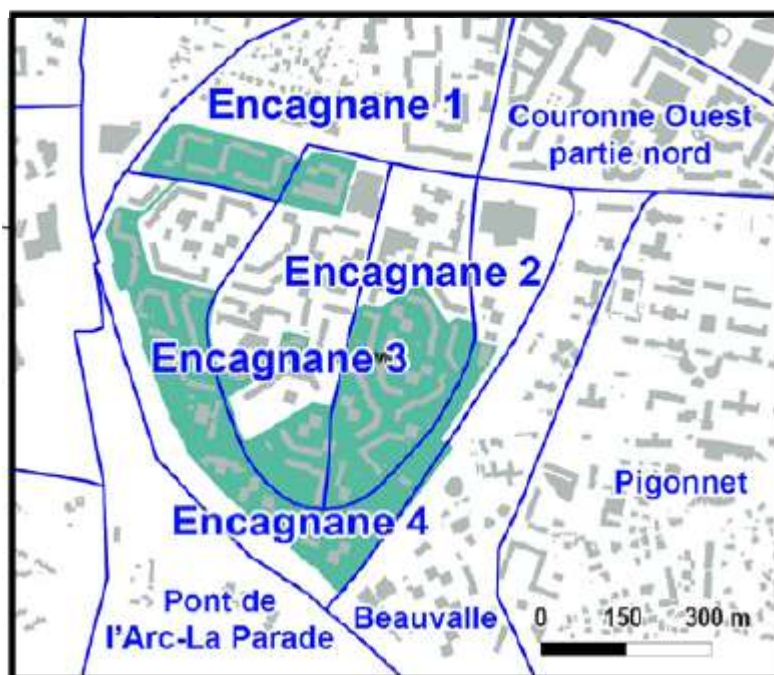 Encagnane 1
Couronne Ouest
partie nord
Encagnane 2
Encagnane 3
Pigonnet
Encagnane 4
Pont de
l'Arc-La Parade
Beauvalle
0 150 300 m